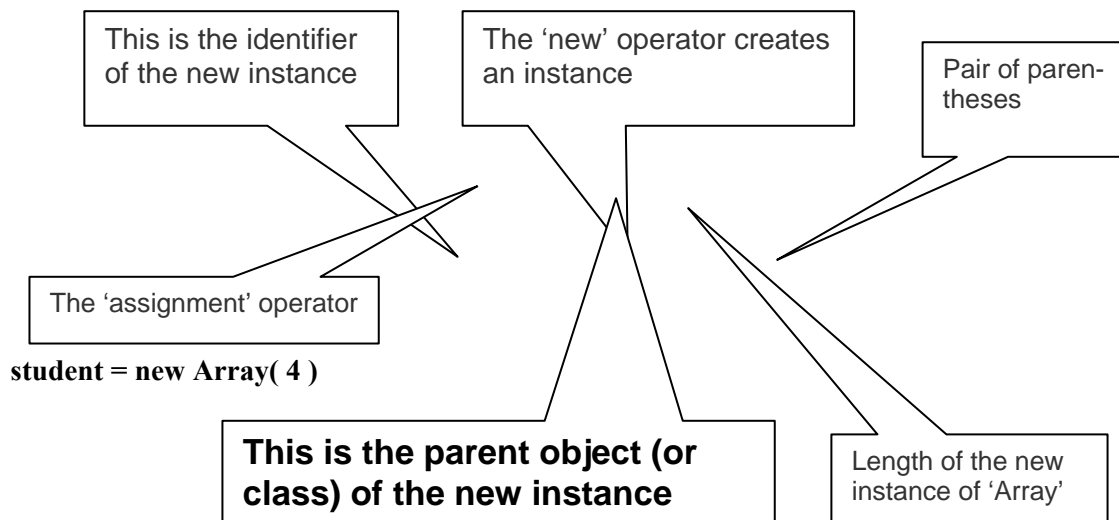 This is the identifier
of the new instance
The ‘new’ operator creates
an instance
Pair of paren-
theses
The ‘assignment’ operator
student = new Array( 4 )
This is the parent object (or
class) of the new instance
Length of the new
instance of ‘Array’